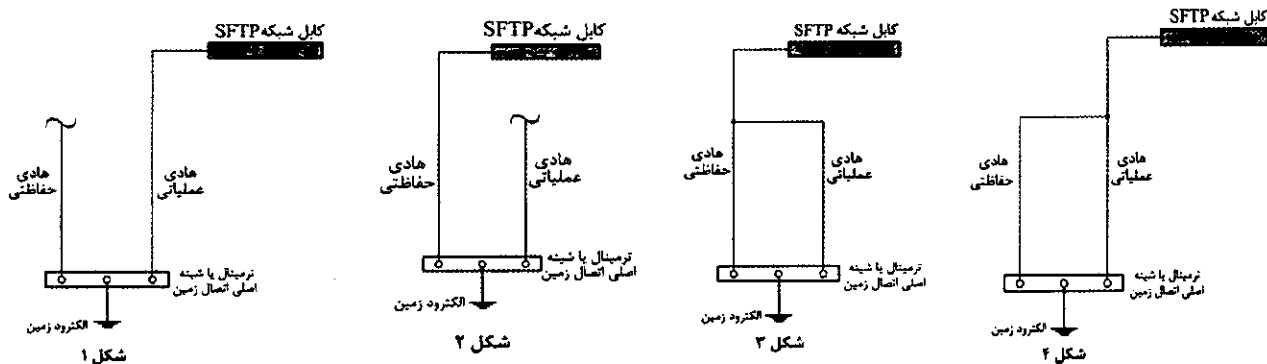 کابل شبکه SFTP
هادی حفاظتی
هادی عملیاتی
ترمینال یا شینه
اصلی اتصال زمین
الکترود زمین
شکل ۱
کابل شبکه SFTP
هادی حفاظتی
هادی عملیاتی
ترمینال یا شینه
اصلی اتصال زمین
الکترود زمین
شکل ۲
کابل شبکه SFTP
هادی حفاظتی
هادی عملیاتی
ترمینال یا شینه
اصلی اتصال زمین
الکترود زمین
شکل ۳
کابل شبکه SFTP
هادی حفاظتی
هادی عملیاتی
ترمینال یا شینه
اصلی اتصال زمین
الکترود زمین
شکل ۴